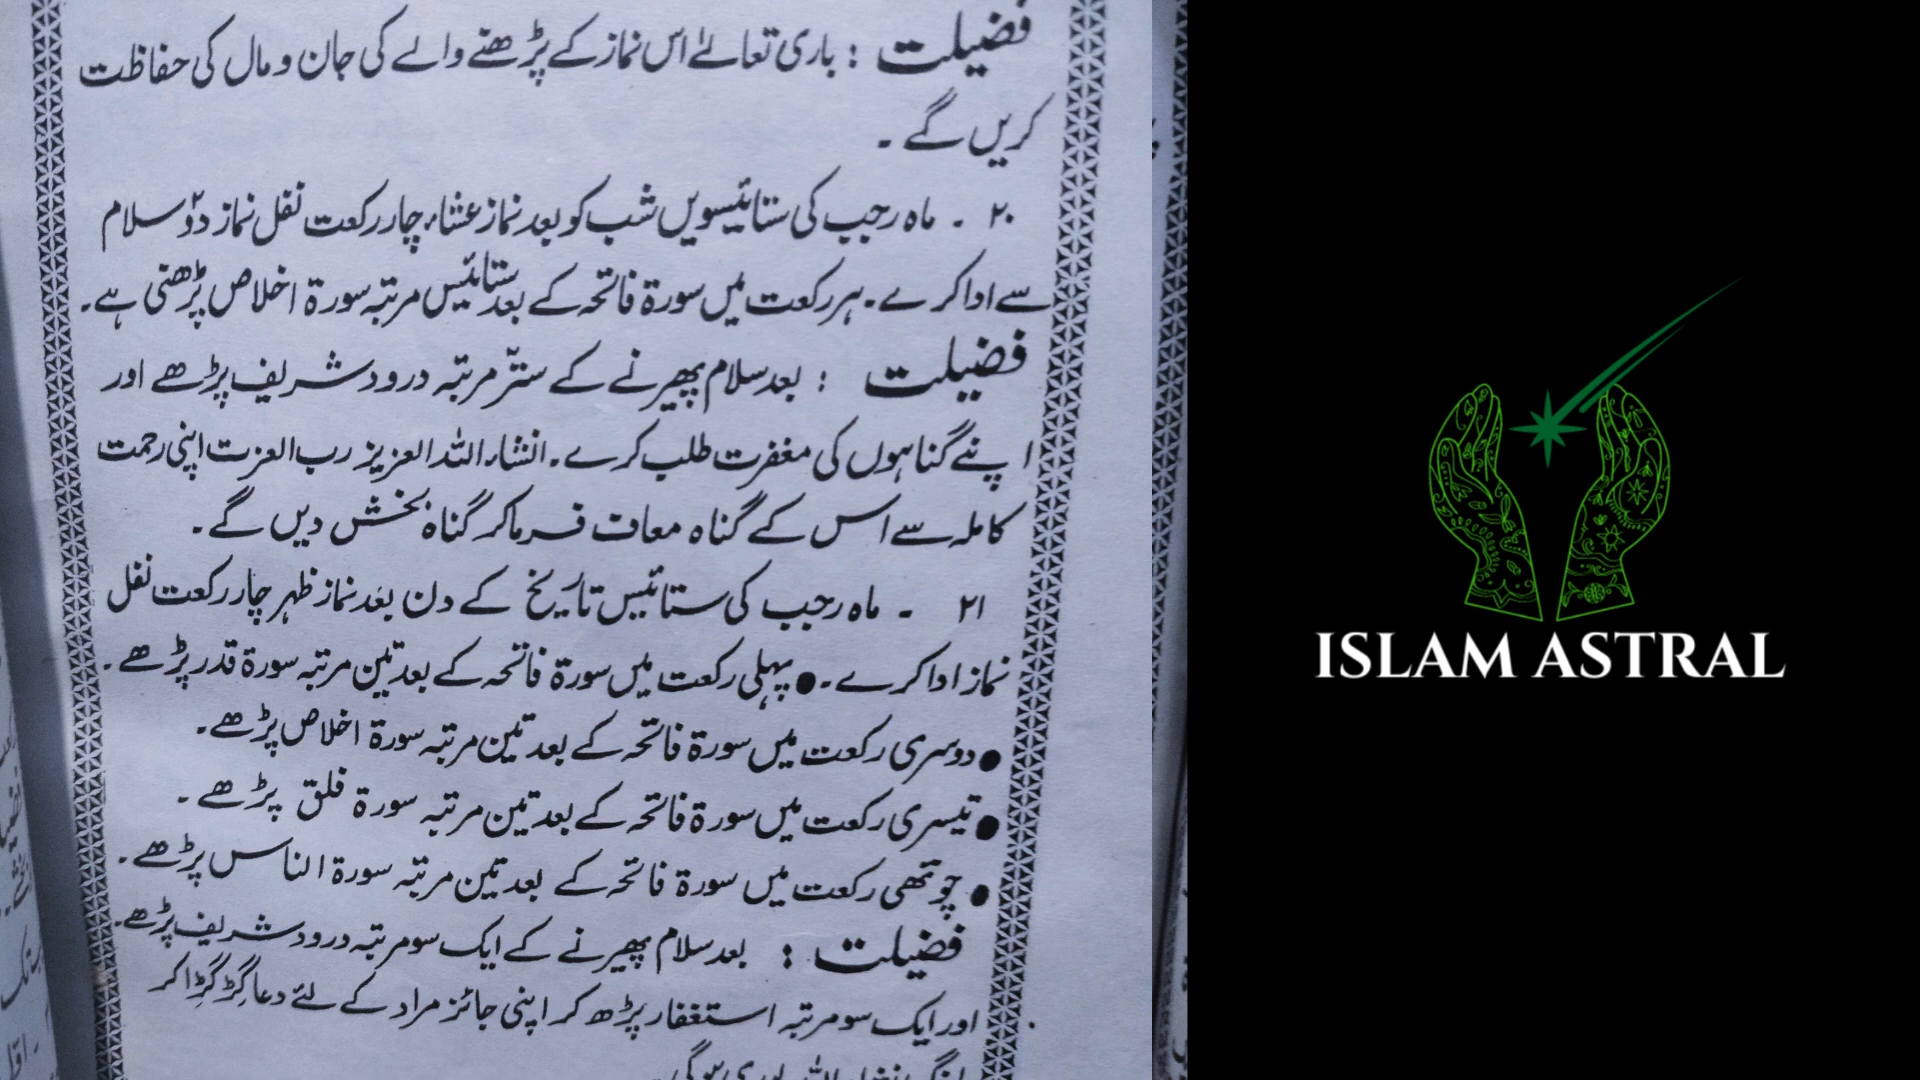 فضیلت : باری تعالےٰ اس نماز کے پڑھنے والے کی جان و مال کی حفاظت
کریں گے ۔
۲۰ ۔ ماہ رجب کی ستائیسویں شب کو بعد نماز عشاء چار رکعت نفل نماز دوؔ سلام
سے ادا کرے ۔ ہر رکعت میں سورۃ فاتحہ کے بعد ستائیس مرتبہ سورۃ اخلاص پڑھنی ہے ۔
فضیلت : بعد سلام پھیرنے کے ستّر مرتبہ درود شریف پڑھے اور
اپنے گناہوں کی مغفرت طلب کرے ۔ انشاء اللہ العزیز رب العزت اپنی رحمت
کاملہ سے اس کے گناہ معاف فرما کر گناہ بخش دیں گے ۔
۲۱ ۔ ماہ رجب کی ستائیس تاریخ کے دن بعد نماز ظہر چار رکعت نفل
نماز ادا کرے ۔ ● پہلی رکعت میں سورۃ فاتحہ کے بعد تین مرتبہ سورۃ قدر پڑھے ۔
● دوسری رکعت میں سورۃ فاتحہ کے بعد تین مرتبہ سورۃ اخلاص پڑھے ۔
● تیسری رکعت میں سورۃ فاتحہ کے بعد تین مرتبہ سورۃ فلق پڑھے ۔
● چوتھی رکعت میں سورۃ فاتحہ کے بعد تین مرتبہ سورۃ الناس پڑھے ۔
فضیلت : بعد سلام پھیرنے کے ایک سو مرتبہ درود شریف پڑھے ۔
اور ایک سو مرتبہ استغفار پڑھ کر اپنی جائز مراد کے لئے دعا گڑگڑا کر
ISLAM ASTRAL